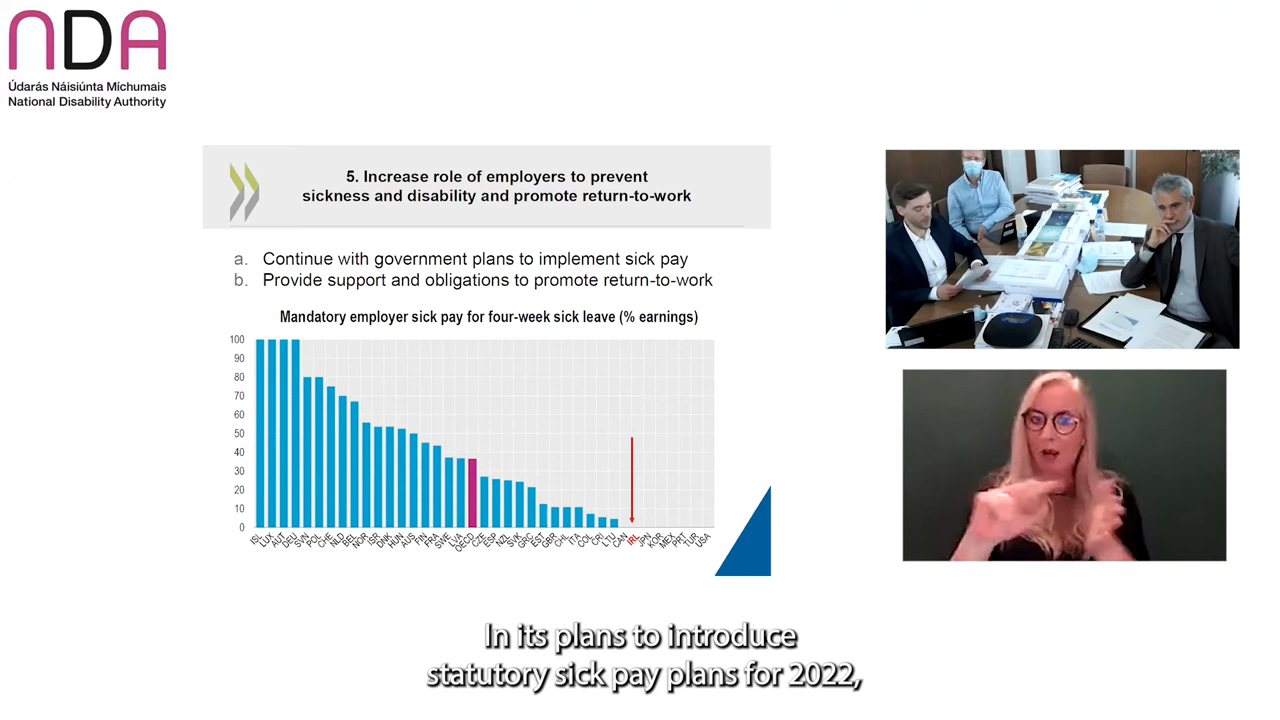 NDA
Údarás Náisiúnta Míchumais
National Disability Authority
5. Increase role of employers to prevent
sickness and disability and promote return-to-work
a. Continue with government plans to implement sick pay
b. Provide support and obligations to promote return-to-work
Mandatory employer sick pay for four-week sick leave (% earnings)
100
90
80
70
60
50
40
30
20
10
0
ISL LUX AUT DEU SVN POL CHE NLD BEL NOR ISR DNK HUN AUS FIN FRA SWE LVA OECD CZE ESP NZL SVK GRC EST GBR CHL ITA COL CRI LTU CAN IRL JPN KOR MEX PRT TUR USA
In its plans to introduce
statutory sick pay plans for 2022,